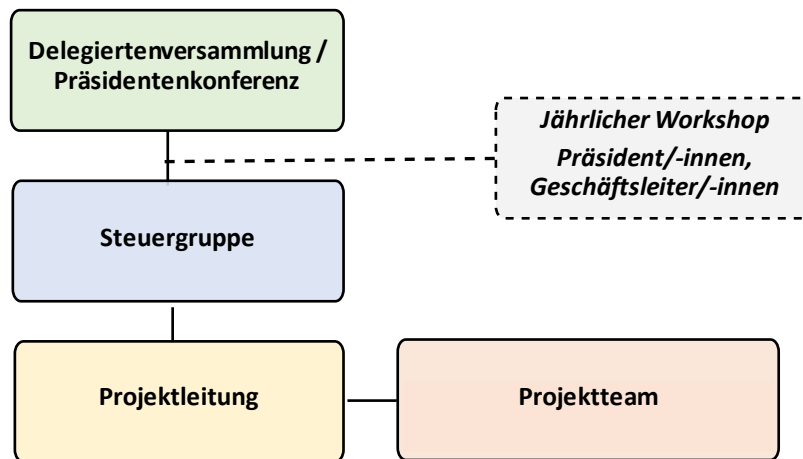 Delegiertenversammlung /
Präsidentenkonferenz
Jährlicher Workshop
Präsident/-innen,
Geschäftsleiter/-innen
Steuergruppe
Projektleitung
Projektteam